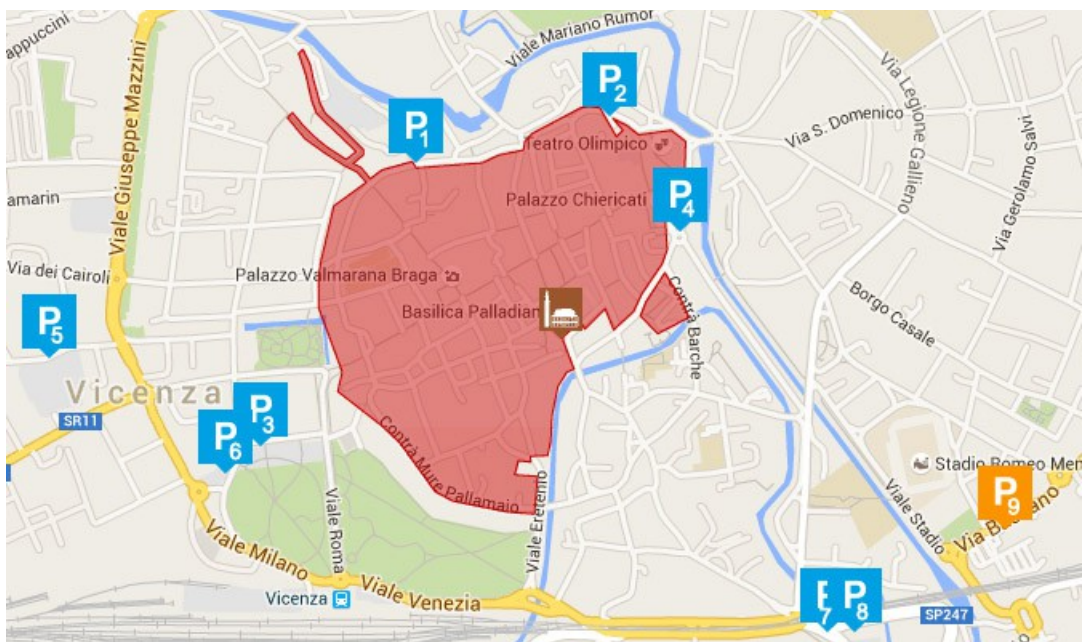 appuccini
Viale Mariano Rumor
Viale Giuseppe Mazzini
P1
P2
Via Legione Gallieno
Via S. Domenico
Via Gerolamo Salvi
Teatro Olimpico
amarin
Palazzo Chiericati
P4
Via dei Cairoli
Palazzo Valmarana Braga
Contrà Barche
Borgo Casale
Basilica Palladian
P5
Vicenza
P3
SR11
P6
Contrà Mure Pallamaio
Stadio Romeo Men
P9
Viale Eretenio
Viale Roma
Viale Stadio
Viale Milano
Viale Venezia
Vicenza
7
P8
SP247